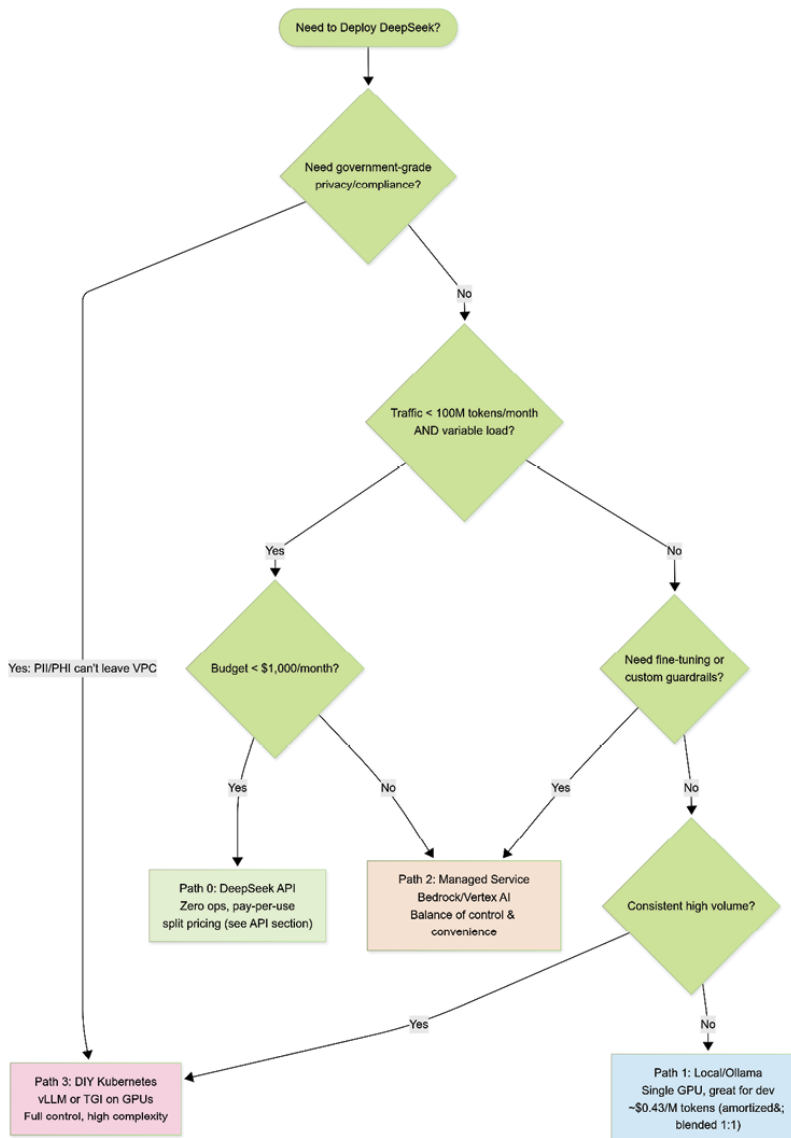 Need to Deploy DeepSeek?
Need government-grade
privacy/compliance?
No
Traffic < 100M tokens/month
AND variable load?
Yes
No
Yes: PII/PHI can't leave VPC
Budget < $1,000/month?
Need fine-tuning or
custom guardrails?
Yes
No
Yes
No
Path 0: DeepSeek API
Zero ops, pay-per-use
split pricing (see API section)
Path 2: Managed Service
Bedrock/Vertex AI
Balance of control &
convenience
Consistent high volume?
Yes
No
Path 3: DIY Kubernetes
vLLM or TGI on GPUs
Full control, high complexity
Path 1: Local/Ollama
Single GPU, great for dev
~$0.43/M tokens (amortized&;
blended 1:1)